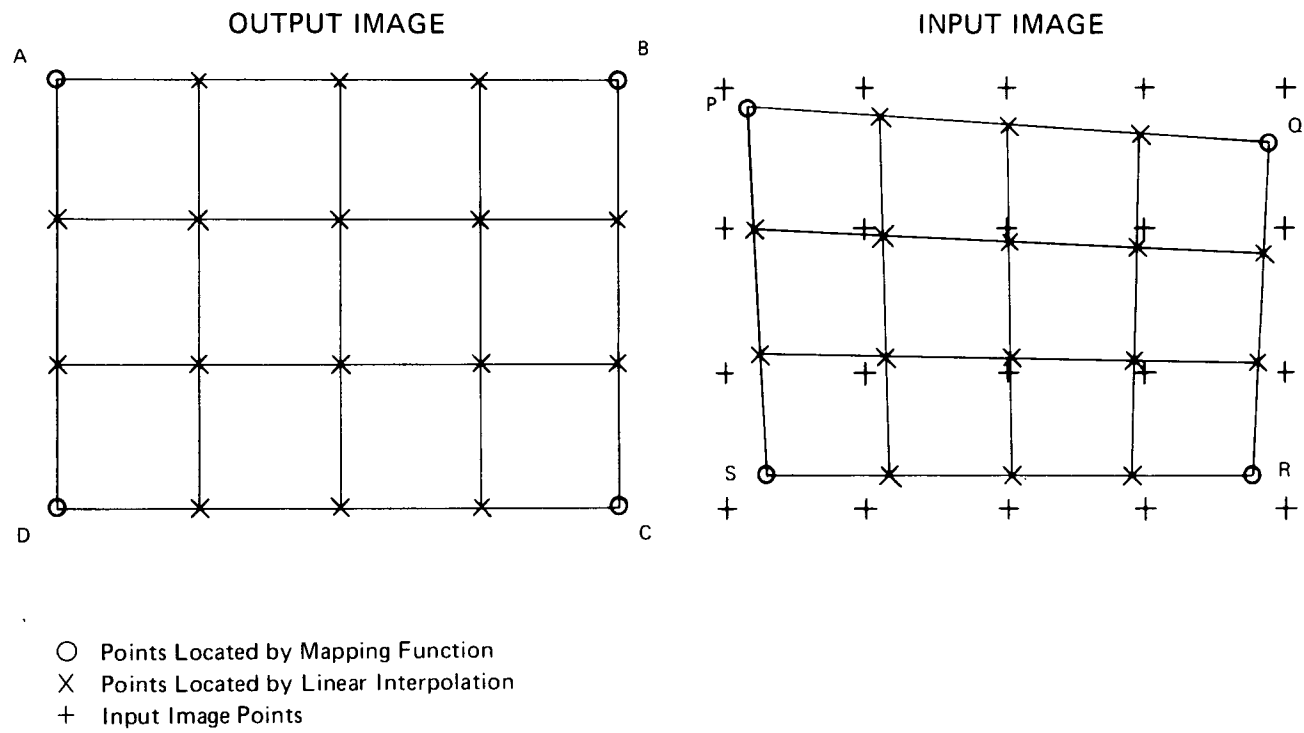 OUTPUT IMAGE
INPUT IMAGE
A
B
P
Q
S
R
D
C
O Points Located by Mapping Function
X Points Located by Linear Interpolation
+ Input Image Points